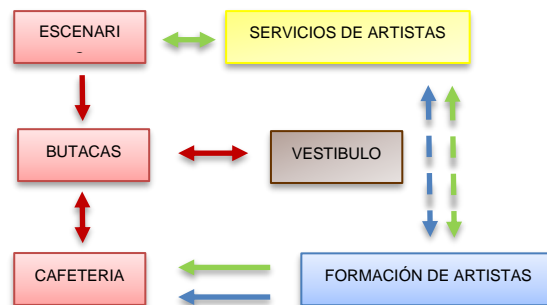 ESCENARI
SERVICIOS DE ARTISTAS
BUTACAS
VESTIBULO
CAFETERIA
FORMACIÓN DE ARTISTAS